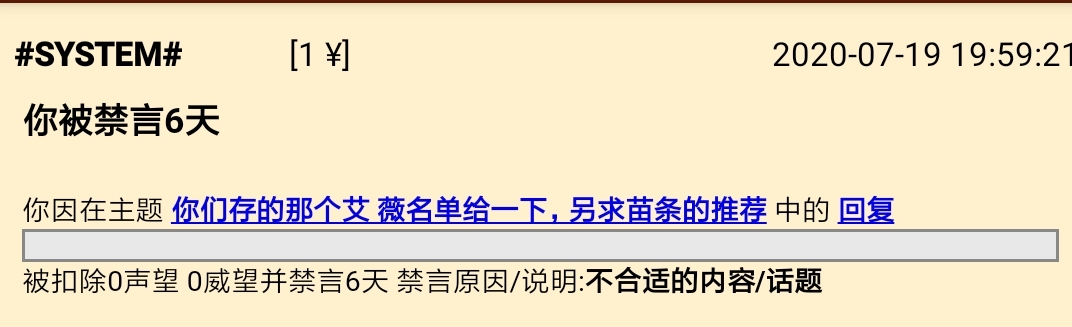 #SYSTEM# [1 ¥] 2020-07-19 19:59:21
你被禁言6天
你因在主题 你们存的那个艾 薇名单给一下，另求苗条的推荐 中的 回复
被扣除0声望 0威望并禁言6天 禁言原因/说明:不合适的内容/话题